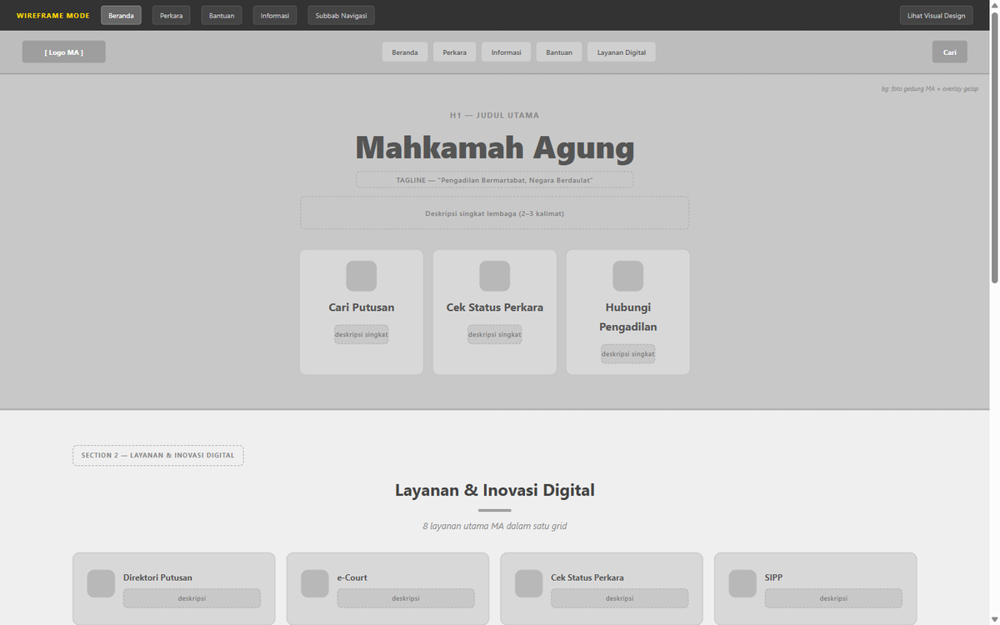 WIREFRAME MODE Beranda Perkara Bantuan Informasi Subbab Navigasi Lihat Visual Design
[ Logo MA ] Beranda Perkara Informasi Bantuan Layanan Digital Cari
bg: foto gedung MA + overlay gelap
H1 — JUDUL UTAMA
Mahkamah Agung
TAGLINE — "Pengadilan Bermartabat, Negara Berdaulat"
Deskripsi singkat lembaga (2–3 kalimat)
Cari Putusan
deskripsi singkat
Cek Status Perkara
deskripsi singkat
Hubungi
Pengadilan
deskripsi singkat
SECTION 2 — LAYANAN & INOVASI DIGITAL
Layanan & Inovasi Digital
8 layanan utama MA dalam satu grid
Direktori Putusan
deskripsi
e-Court
deskripsi
Cek Status Perkara
deskripsi
SIPP
deskripsi